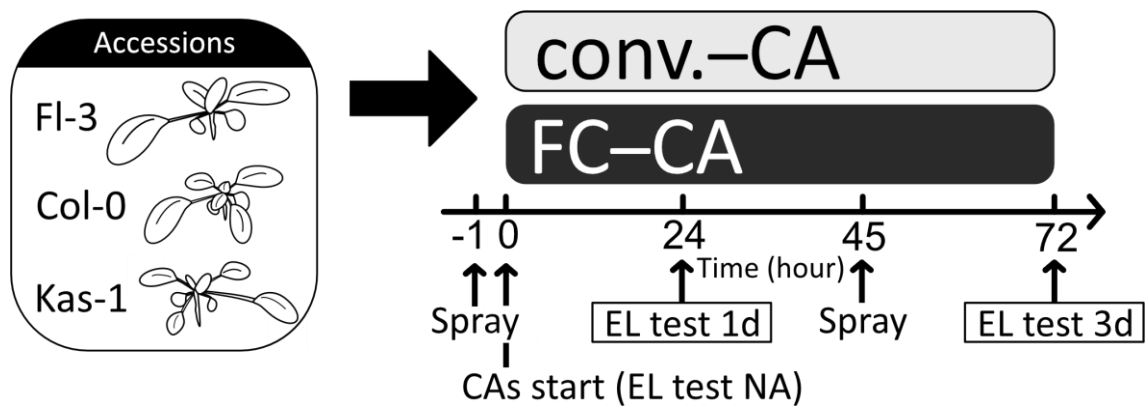 Accessions
Fl-3
Col-0
Kas-1
conv.–CA
FC–CA
-1 0 24 45 72
Time (hour)
Spray EL test 1d Spray EL test 3d
CAs start (EL test NA)